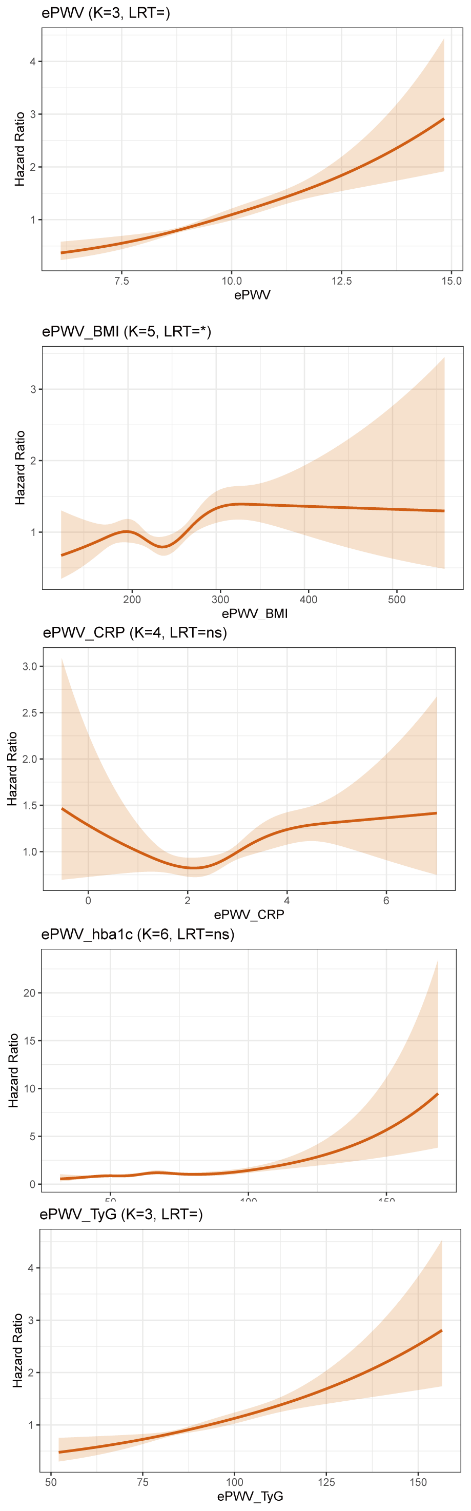 ePWV (K=3, LRT=)
4
3
2
1
Hazard Ratio
7.5 10.0 12.5 15.0
ePWV
ePWV_BMI (K=5, LRT=*)
3
2
1
Hazard Ratio
200 300 400 500
ePWV_BMI
ePWV_CRP (K=4, LRT=ns)
3.0
2.5
2.0
1.5
1.0
Hazard Ratio
0 2 4 6
ePWV_CRP
ePWV_hba1c (K=6, LRT=ns)
20
15
10
5
0
Hazard Ratio
50 100 150
ePWV_TyG (K=3, LRT=)
4
3
2
1
Hazard Ratio
50 75 100 125 150
ePWV_TyG